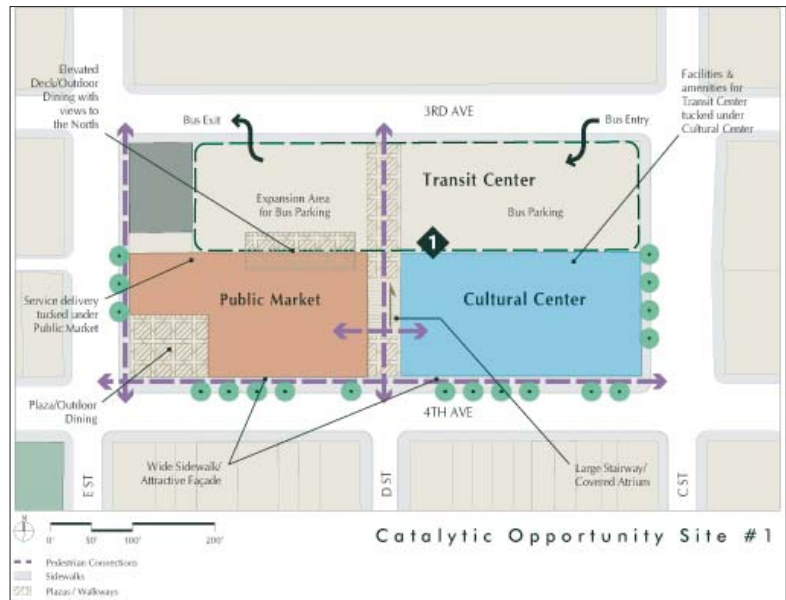 Elevated
Deck/Outdoor
Dining with
views to
the North
Bus Exit
3RD AVE
Bus Entry
Facilities &
amenities for
Transit Center
tucked under
Cultural Center
Transit Center
Expansion Area
for Bus Parking
Bus Parking
1
Public Market
Cultural Center
Service delivery
tucked under
Public Market
Plaza/Outdoor
Dining
4TH AVE
Wide Sidewalk/
Attractive Façade
Large Stairway/
Covered Atrium
E ST
D ST
C ST
N
0'
50'
100'
200'
Catalytic Opportunity Site #1
Pedestrian Connections
Sidewalks
Plazas / Walkways